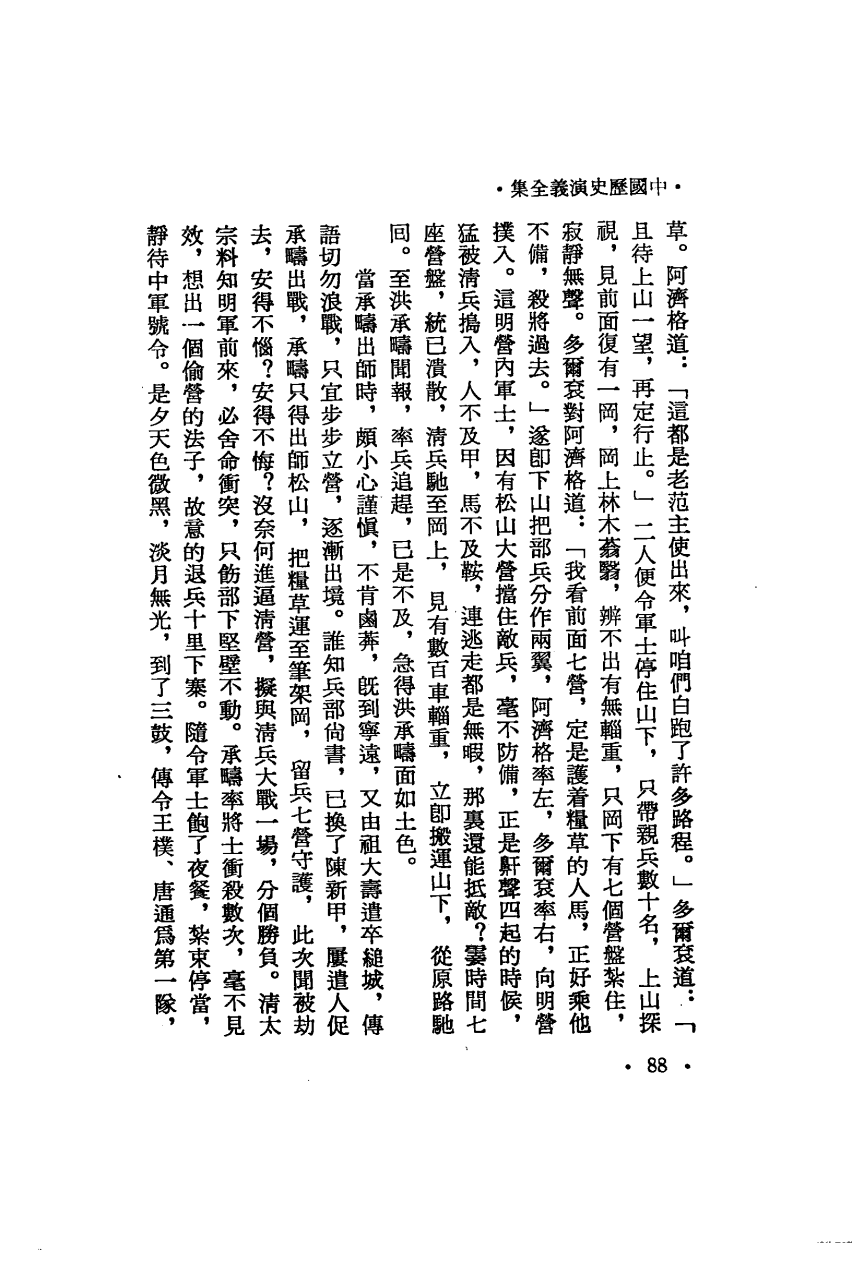 •中國歷史演義全集•
草。阿濟格道：「這都是老范主使出來，叫咱們白跑了許多路程。」多爾袞道：「
且待上山一望，再定行止。」二人便令軍士停住山下，只帶親兵數十名，上山探
視，見前面復有一岡，岡上林木蓊翳，辨不出有無輜重，只岡下有七個營盤紮住，
寂靜無聲。多爾袞對阿濟格道：「我看前面七營，定是護着糧草的人馬，正好乘他
不備，殺將過去。」遂卽下山把部兵分作兩翼，阿濟格率左，多爾袞率右，向明營
撲入。這明營內軍士，因有松山大營擋住敵兵，毫不防備，正是鼾聲四起的時候，
猛被清兵搗入，人不及甲，馬不及鞍，連逃走都是無暇，那裏還能抵敵？霎時間七
座營盤，統已潰散，清兵馳至岡上，見有數百車輜重，立卽搬運山下，從原路馳
囘。至洪承疇聞報，率兵追趕，已是不及，急得洪承疇面如土色。
當承疇出師時，頗小心謹愼，不肯鹵莽，旣到寧遠，又由祖大壽遣卒縋城，傳
語切勿浪戰，只宜步步立營，逐漸出境。誰知兵部尙書，已換了陳新甲，屢遣人促
承疇出戰，承疇只得出師松山，把糧草運至筆架岡，留兵七營守護，此次聞被劫
去，安得不惱？安得不悔？沒奈何進逼清營，擬與清兵大戰一場，分個勝負。清太
宗料知明軍前來，必舍命衝突，只飭部下堅壁不動。承疇率將士衝殺數次，毫不見
效，想出一個偷營的法子，故意的退兵十里下寨。隨令軍士飽了夜餐，紮束停當，
靜待中軍號令。是夕天色微黑，淡月無光，到了三鼓，傳令王樸、唐通爲第一隊，
•88•